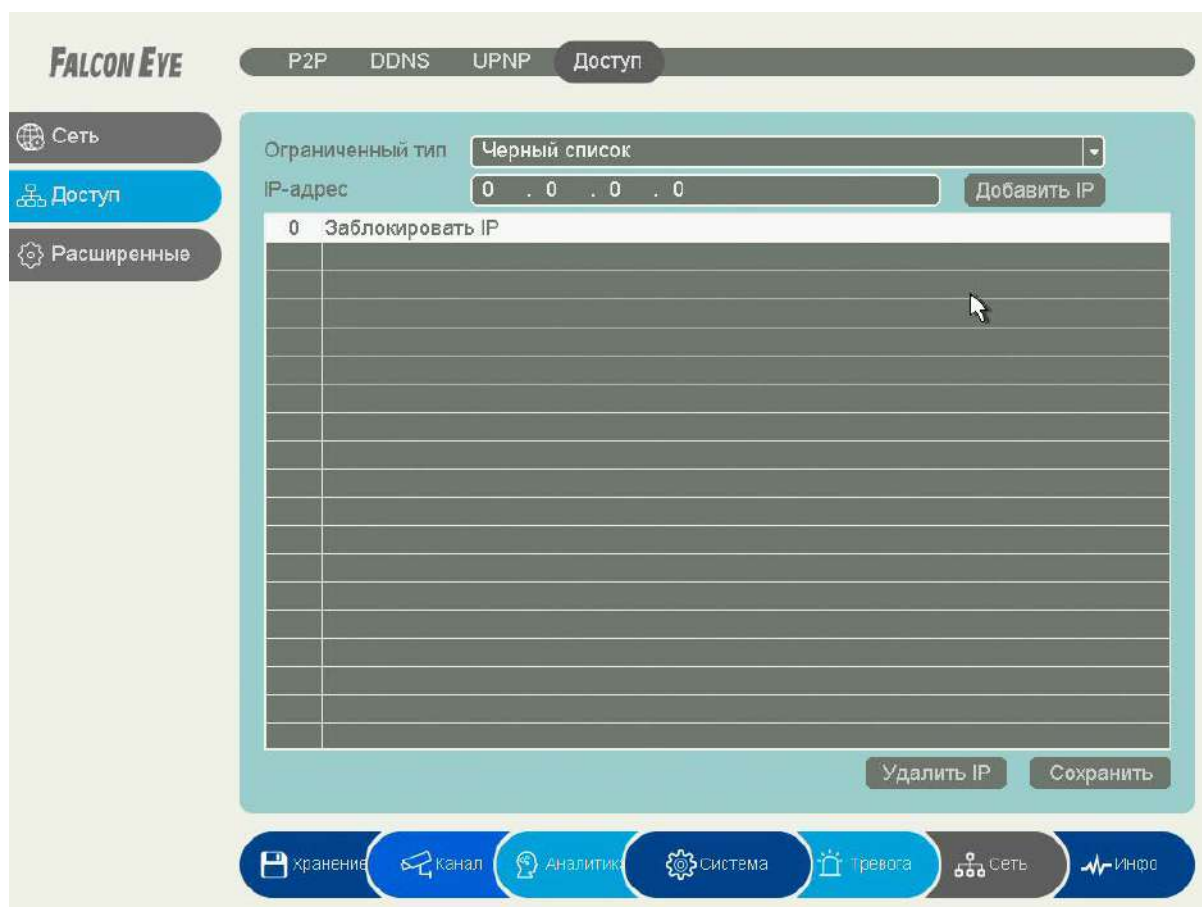 FALCON EYE
P2P DDNS UPNP Доступ
Сеть
Доступ
Расширенные
Ограниченный тип Черный список
IP-адрес 0 . 0 . 0 . 0 Добавить IP
0 Заблокировать IP
Удалить IP Сохранить
Хранение Канал Аналитика Система Тревога Сеть Инфо